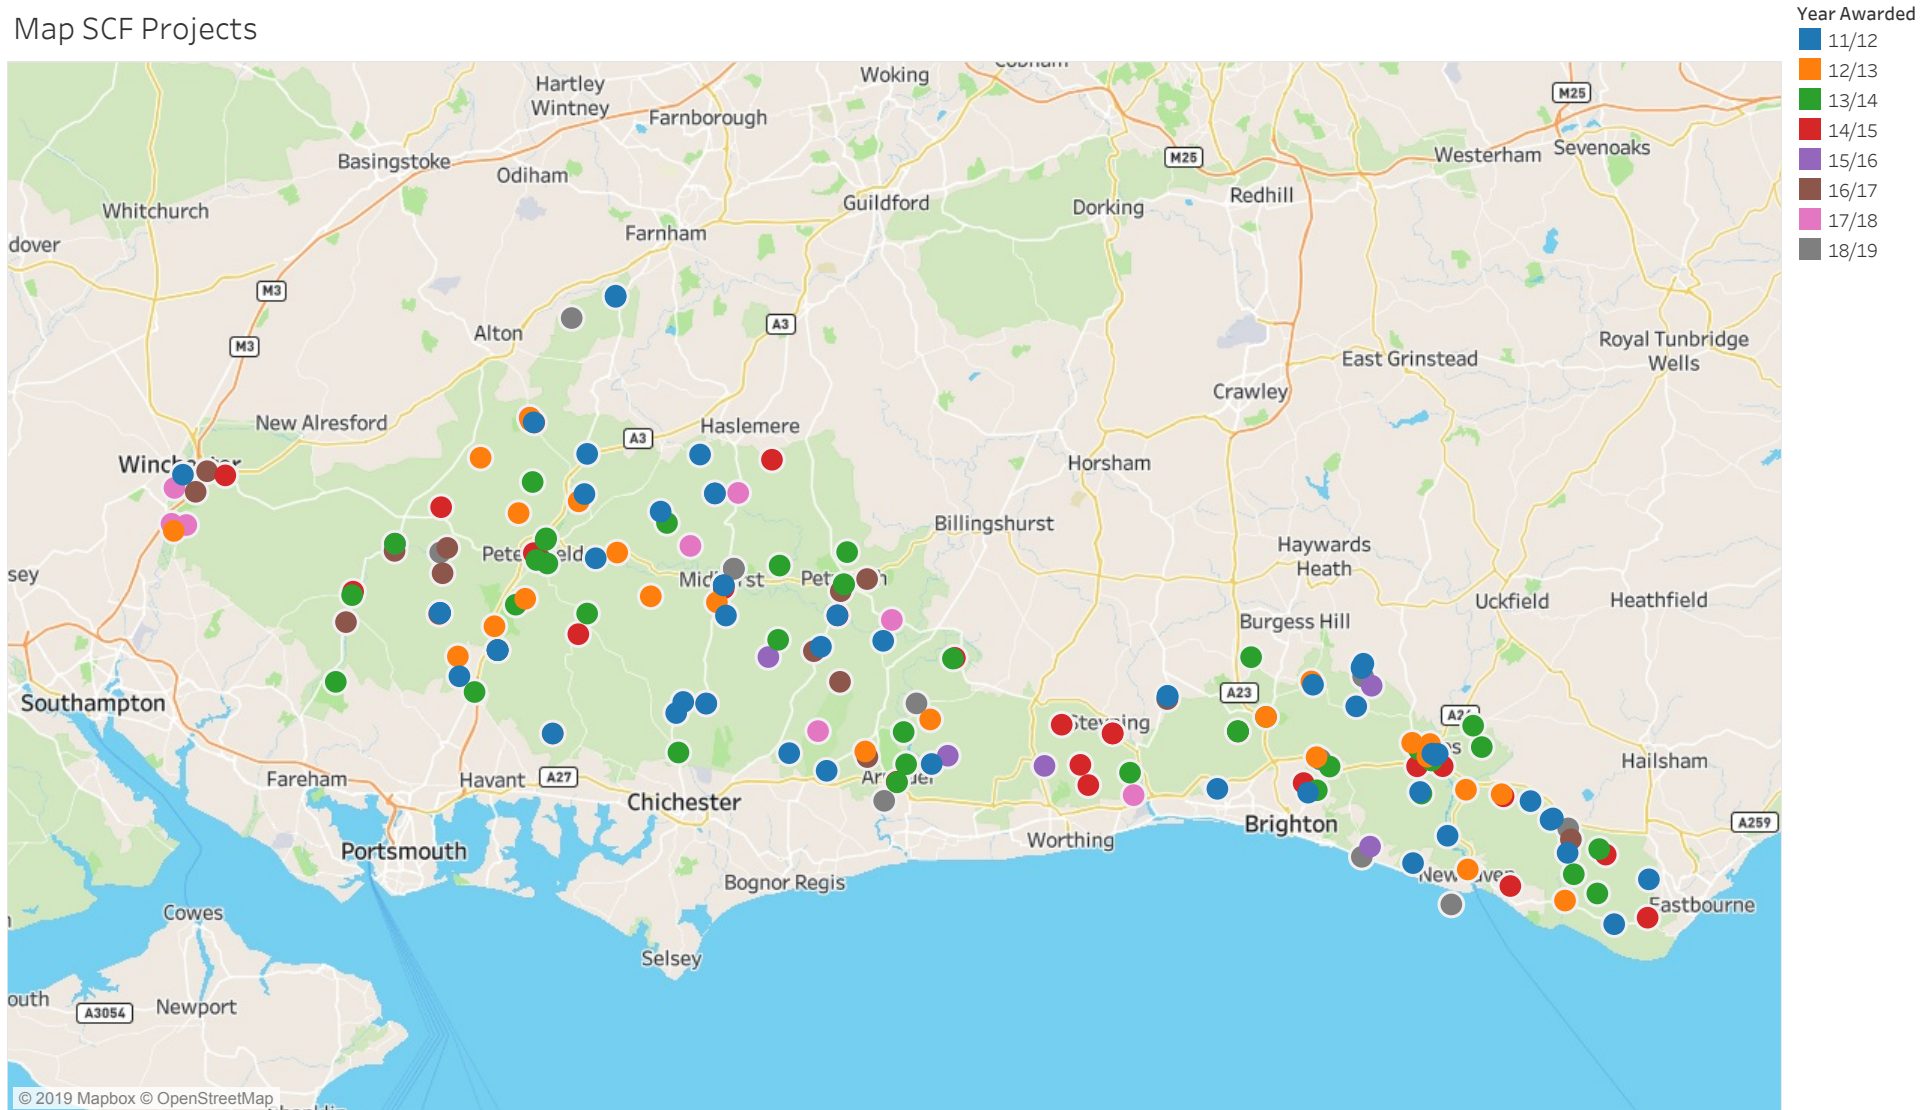 Map SCF Projects
Year Awarded
11/12
12/13
13/14
14/15
15/16
16/17
17/18
18/19
Hartley
Wintney
Woking
Farnborough
M25
Basingstoke
Odiham
M25
Westerham
Sevenoaks
Whitchurch
Guildford
Dorking
Redhill
dover
Farnham
M3
A3
Alton
M3
Royal Tunbridge
Wells
East Grinstead
Crawley
New Alresford
Haslemere
A3
Horsham
Billingshurst
Haywards
Heath
sey
Uckfield
Heathfield
Burgess Hill
A23
Southampton
Hailsham
Fareham
Havant
A27
Chichester
Brighton
A259
Worthing
Portsmouth
Bognor Regis
Eastbourne
Cowes
Selsey
outh
Newport
A3054
© 2019 Mapbox © OpenStreetMap